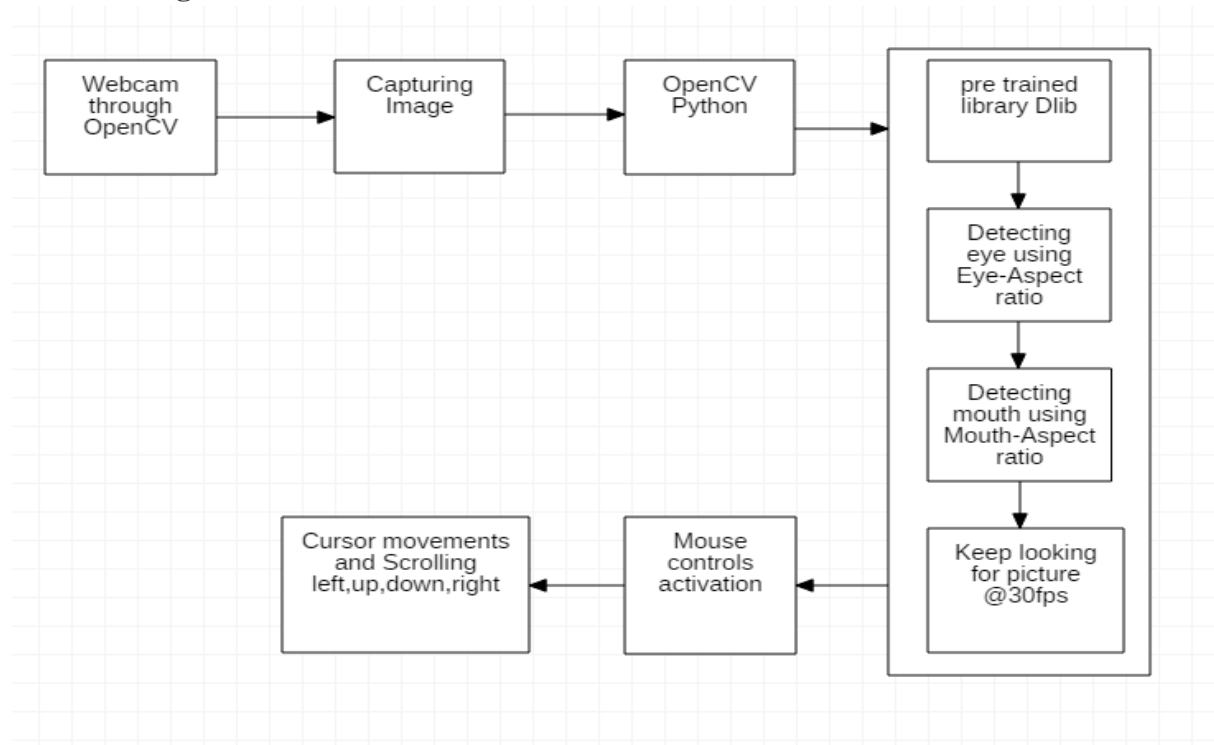 Webcam
through
OpenCV
Capturing
Image
OpenCV
Python
pre trained
library Dlib
Detecting
eye using
Eye-Aspect
ratio
Detecting
mouth using
Mouth-Aspect
ratio
Keep looking
for picture
@30fps
Mouse
controls
activation
Cursor movements
and Scrolling
left,up,down,right